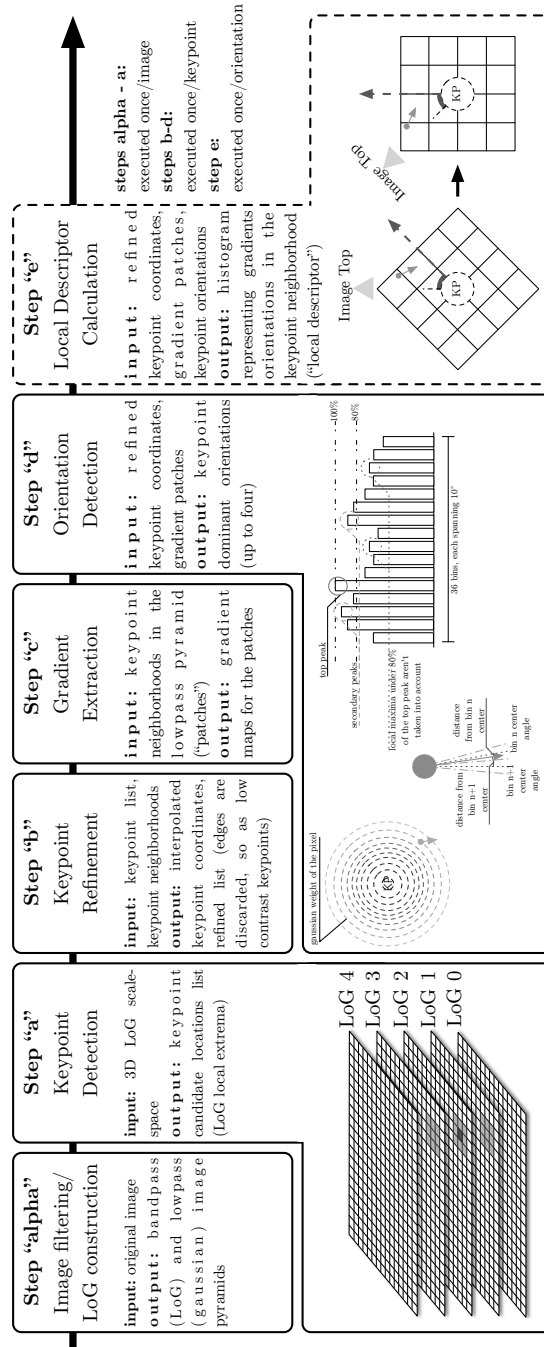 Step “alpha”
Image filtering/
LoG construction
input: original image
output: bandpass
(LoG) and lowpass
(gaussian) image
pyramids
Step “a”
Keypoint
Detection
input: 3D LoG scale-
space
output: keypoint
candidate locations list
(LoG local extrema)
Step “b”
Keypoint
Refinement
input: keypoint list,
keypoint neighborhoods
output: interpolated
keypoint coordinates,
refined list (edges are
discarded, so as low
contrast keypoints)
Step “c”
Gradient
Extraction
input: keypoint
neighborhoods in the
lowpass pyramid
(“patches”)
output: gradient
maps for the patches
Step “d”
Orientation
Detection
input: refined
keypoint coordinates,
gradient patches
output: keypoint
dominant orientations
(up to four)
Step “e”
Local Descriptor
Calculation
input: refined
keypoint coordinates,
gradient patches,
keypoint orientations
output: histogram
representing gradients
orientations in the
keypoint neighborhood
(“local descriptor”)
steps alpha - a:
executed once/image
steps b-d:
executed once/keypoint
step e:
executed once/orientation
LoG 4
LoG 3
LoG 2
LoG 1
LoG 0
gaussian weight of the pixel
KP
distance from
bin n+1
center
distance
from bin n
center
bin n+1
center
angle
bin n center
angle
top peak
secondary peaks
local maxima under 80%
of the top peak aren't
taken into account
100%
80%
36 bins, each spanning 10°
Image Top
KP
Image Top
KP